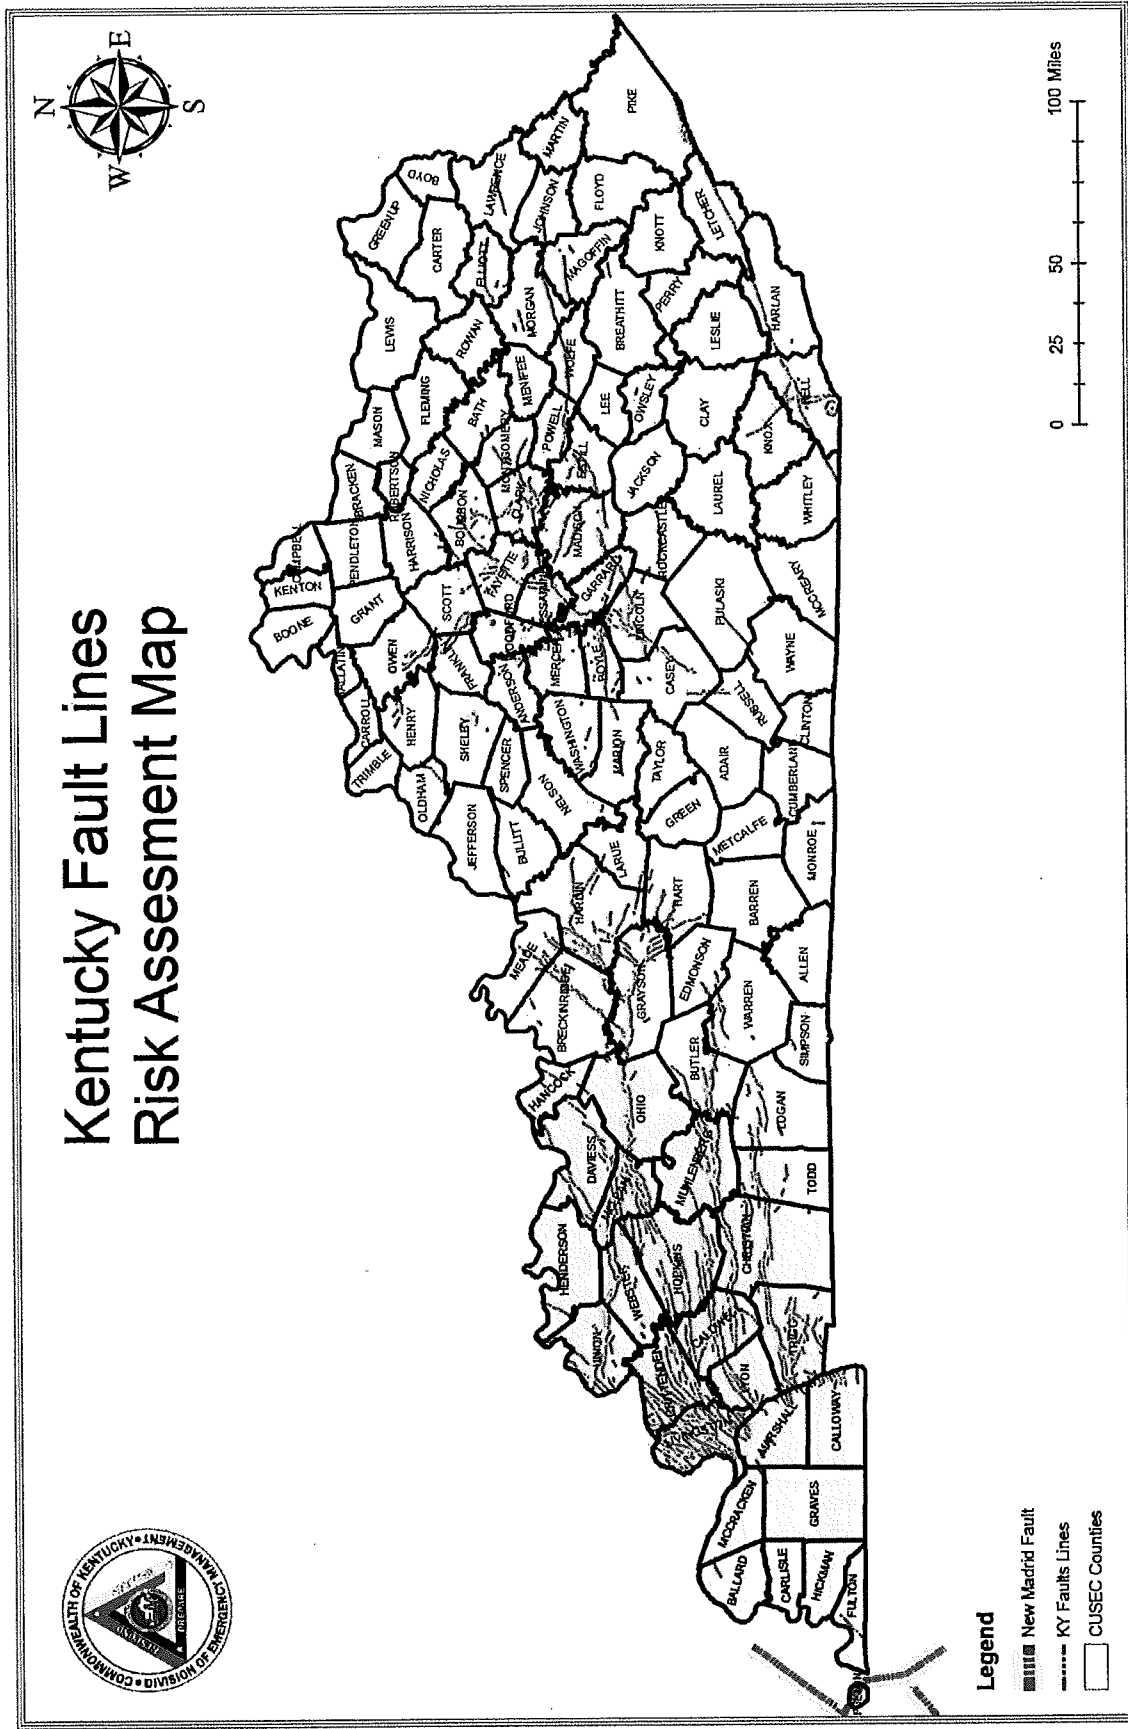 Kentucky Fault Lines
Risk Assesment Map
N
E
S
W
COMMONWEALTH OF KENTUCKY
DIVISION OF EMERGENCY MANAGEMENT
PREPARE
BOONE
KENTON
CAMPBEL
GALLATIN
GRANT
PENDLETON
BRACKEN
MASON
LEWIS
GREENUP
BOYD
CARROLL
TRIMBLE
OWEN
HARRISON
ROBERTSON
FLEMING
CARTER
HENRY
OLDHAM
SCOTT
NICHOLAS
ROWAN
ELLIOTT
LAWRENCE
SHELBY
FRANKLIN
BOURBON
BATH
JEFFERSON
SPENCER
ANDERSON
WOODFORD
FAYETTE
CLARK
MONTGOMERY
MENIFEE
MORGAN
JOHNSON
MARTIN
BULLITT
NELSON
WASHINGTON
MERCER
JESSAMINE
MADISON
ESTILL
POWELL
WOLFE
MAGOFFIN
FLOYD
PIKE
MEADE
HARDIN
LARUE
MARION
BOYLE
GARRARD
LEE
BREATHITT
KNOTT
HANCOCK
BRECKINRIDGE
GRAYSON
HART
GREEN
TAYLOR
CASEY
LINCOLN
ROCKCASTLE
JACKSON
OWSLEY
PERRY
LETCHER
HENDERSON
DAVIESS
OHIO
UNION
WEBSTER
MCLEAN
MUHLENBERG
BUTLER
EDMONSON
METCALFE
ADAIR
RUSSELL
PULASKI
LAUREL
CLAY
LESLIE
CRITTENDEN
HOPKINS
WARREN
BARREN
CUMBERLAN
CLINTON
WAYNE
MCCREARY
WHITLEY
KNOX
BELL
HARLAN
LYON
CALDWELL
CHRISTIAN
TODD
LOGAN
SIMPSON
ALLEN
MONROE
BALLARD
MCCRACKEN
MARSHALL
TRIGG
CARLISLE
GRAVES
CALLOWAY
HICKMAN
FULTON
Legend
New Madrid Fault
KY Faults Lines
CUSEC Counties
0 25 50 100 Miles